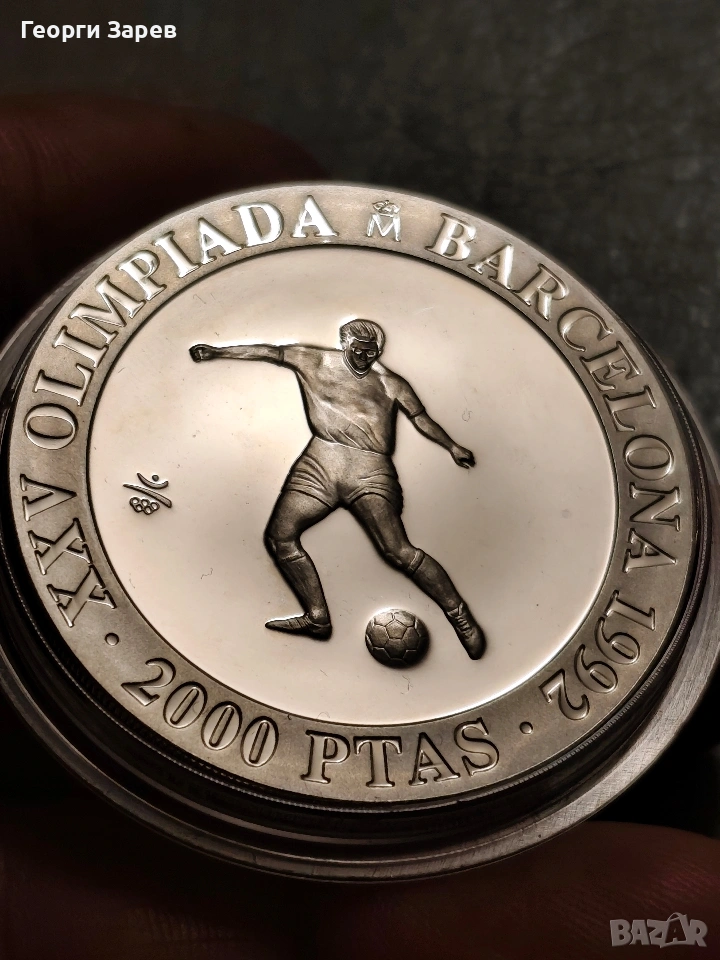 Георги Зарев
XXV OLIMPIADA M BARCELONA 1992
· 2000 PTAS ·
BAZAR